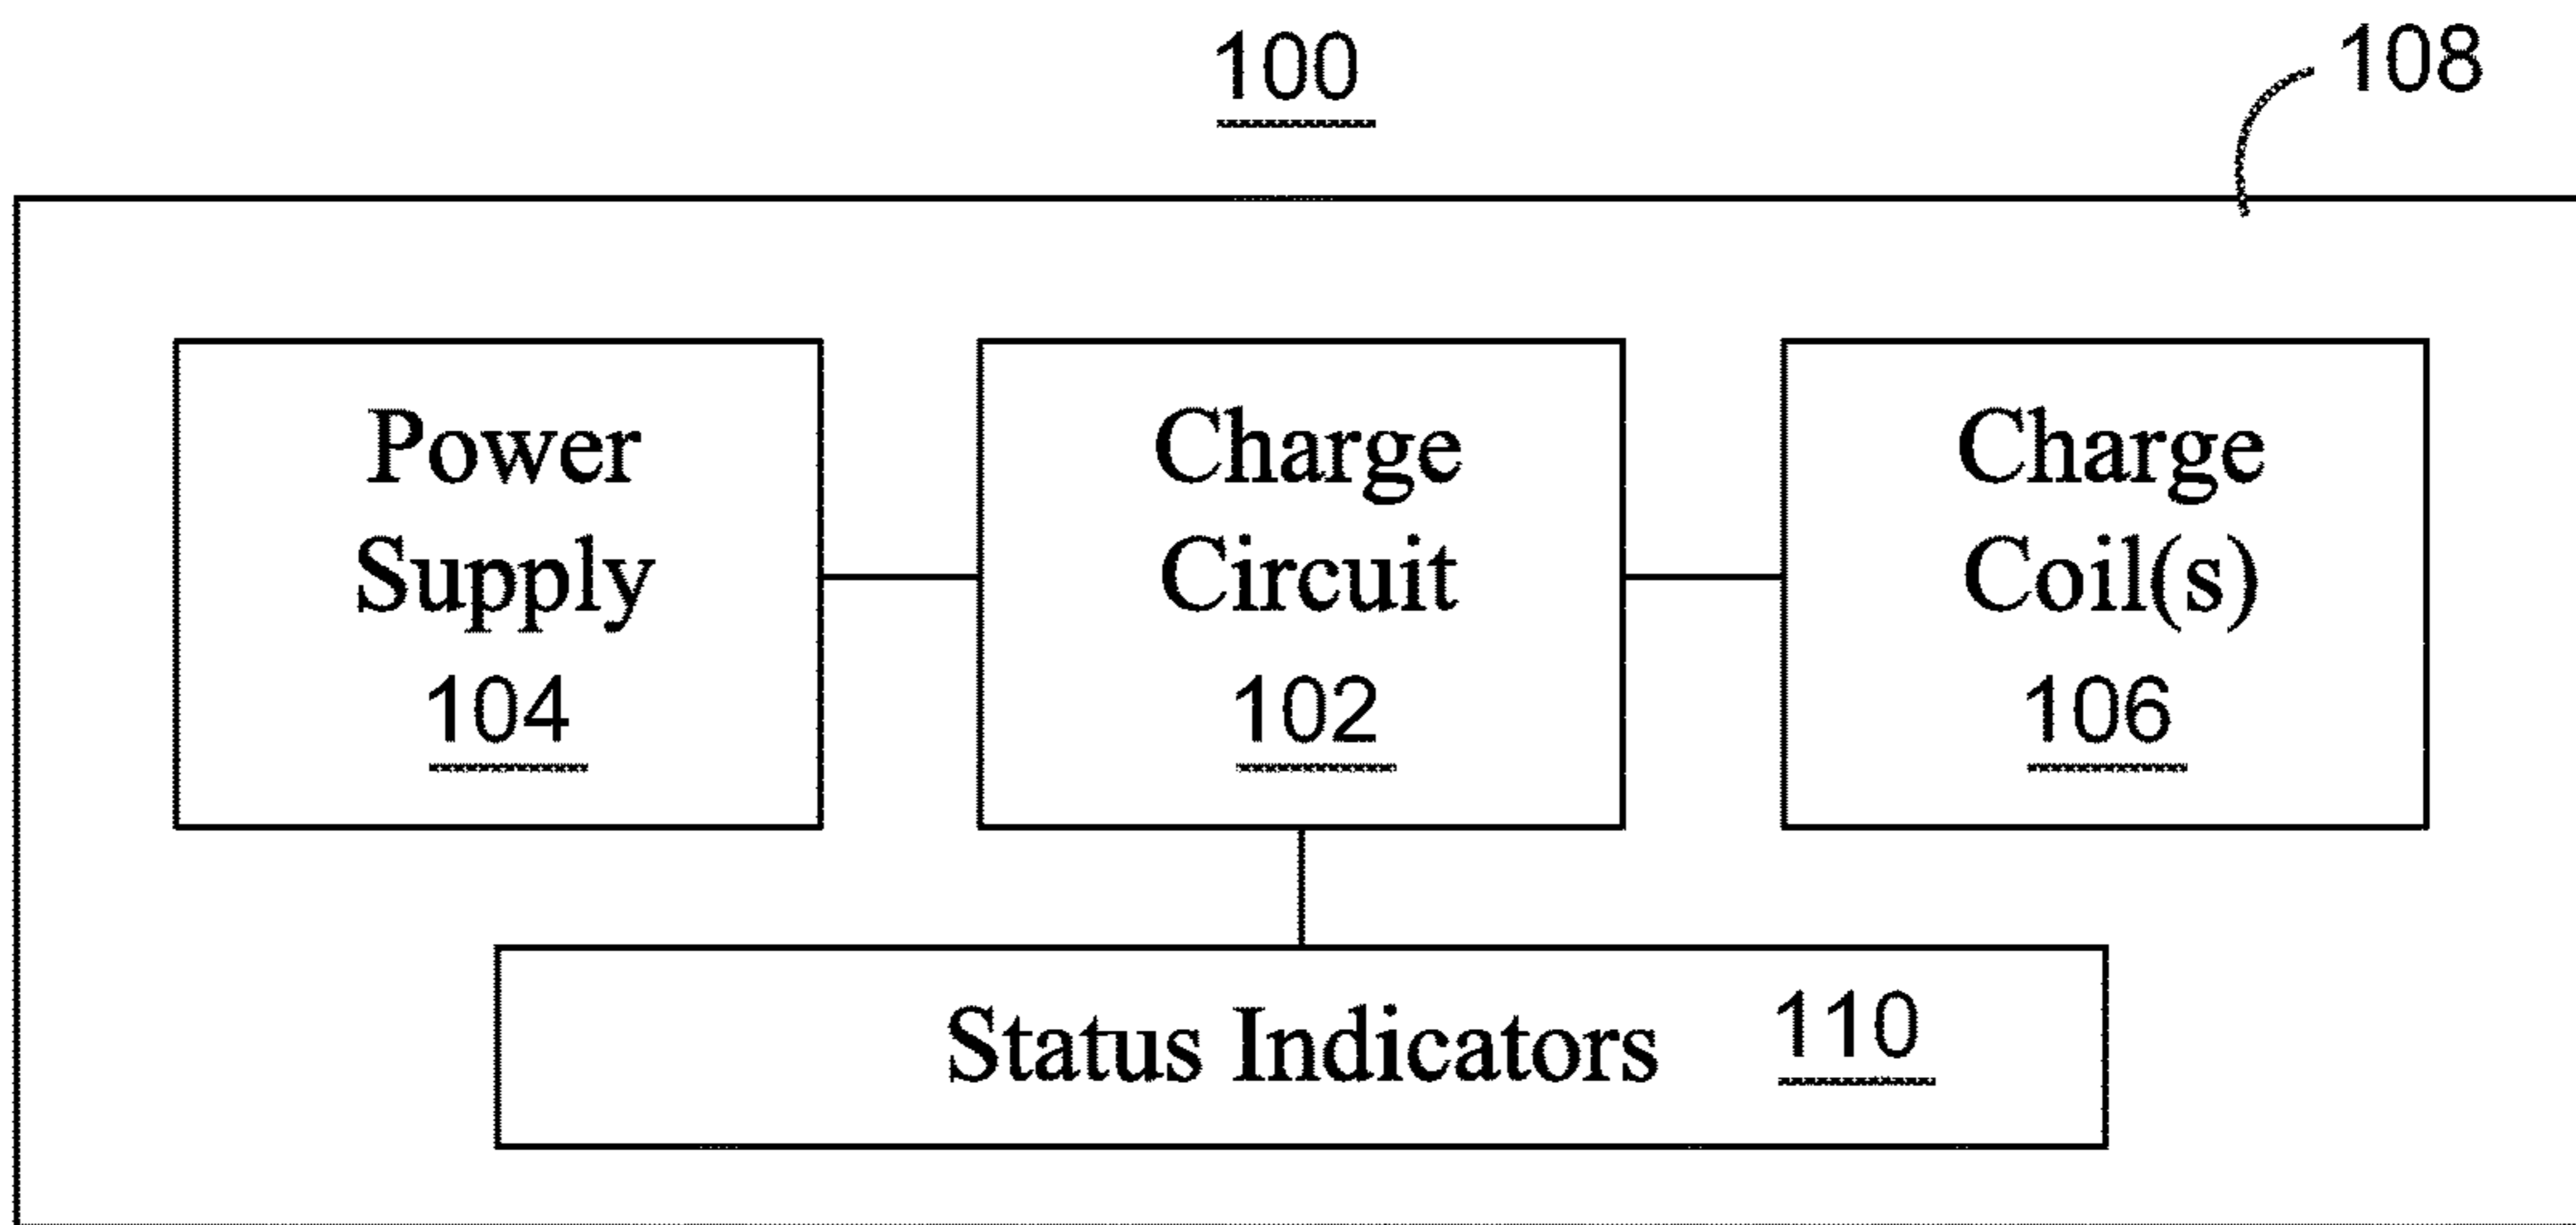 100
108
Power
Supply
104
Charge
Circuit
102
Charge
Coil(s)
106
Status Indicators 110